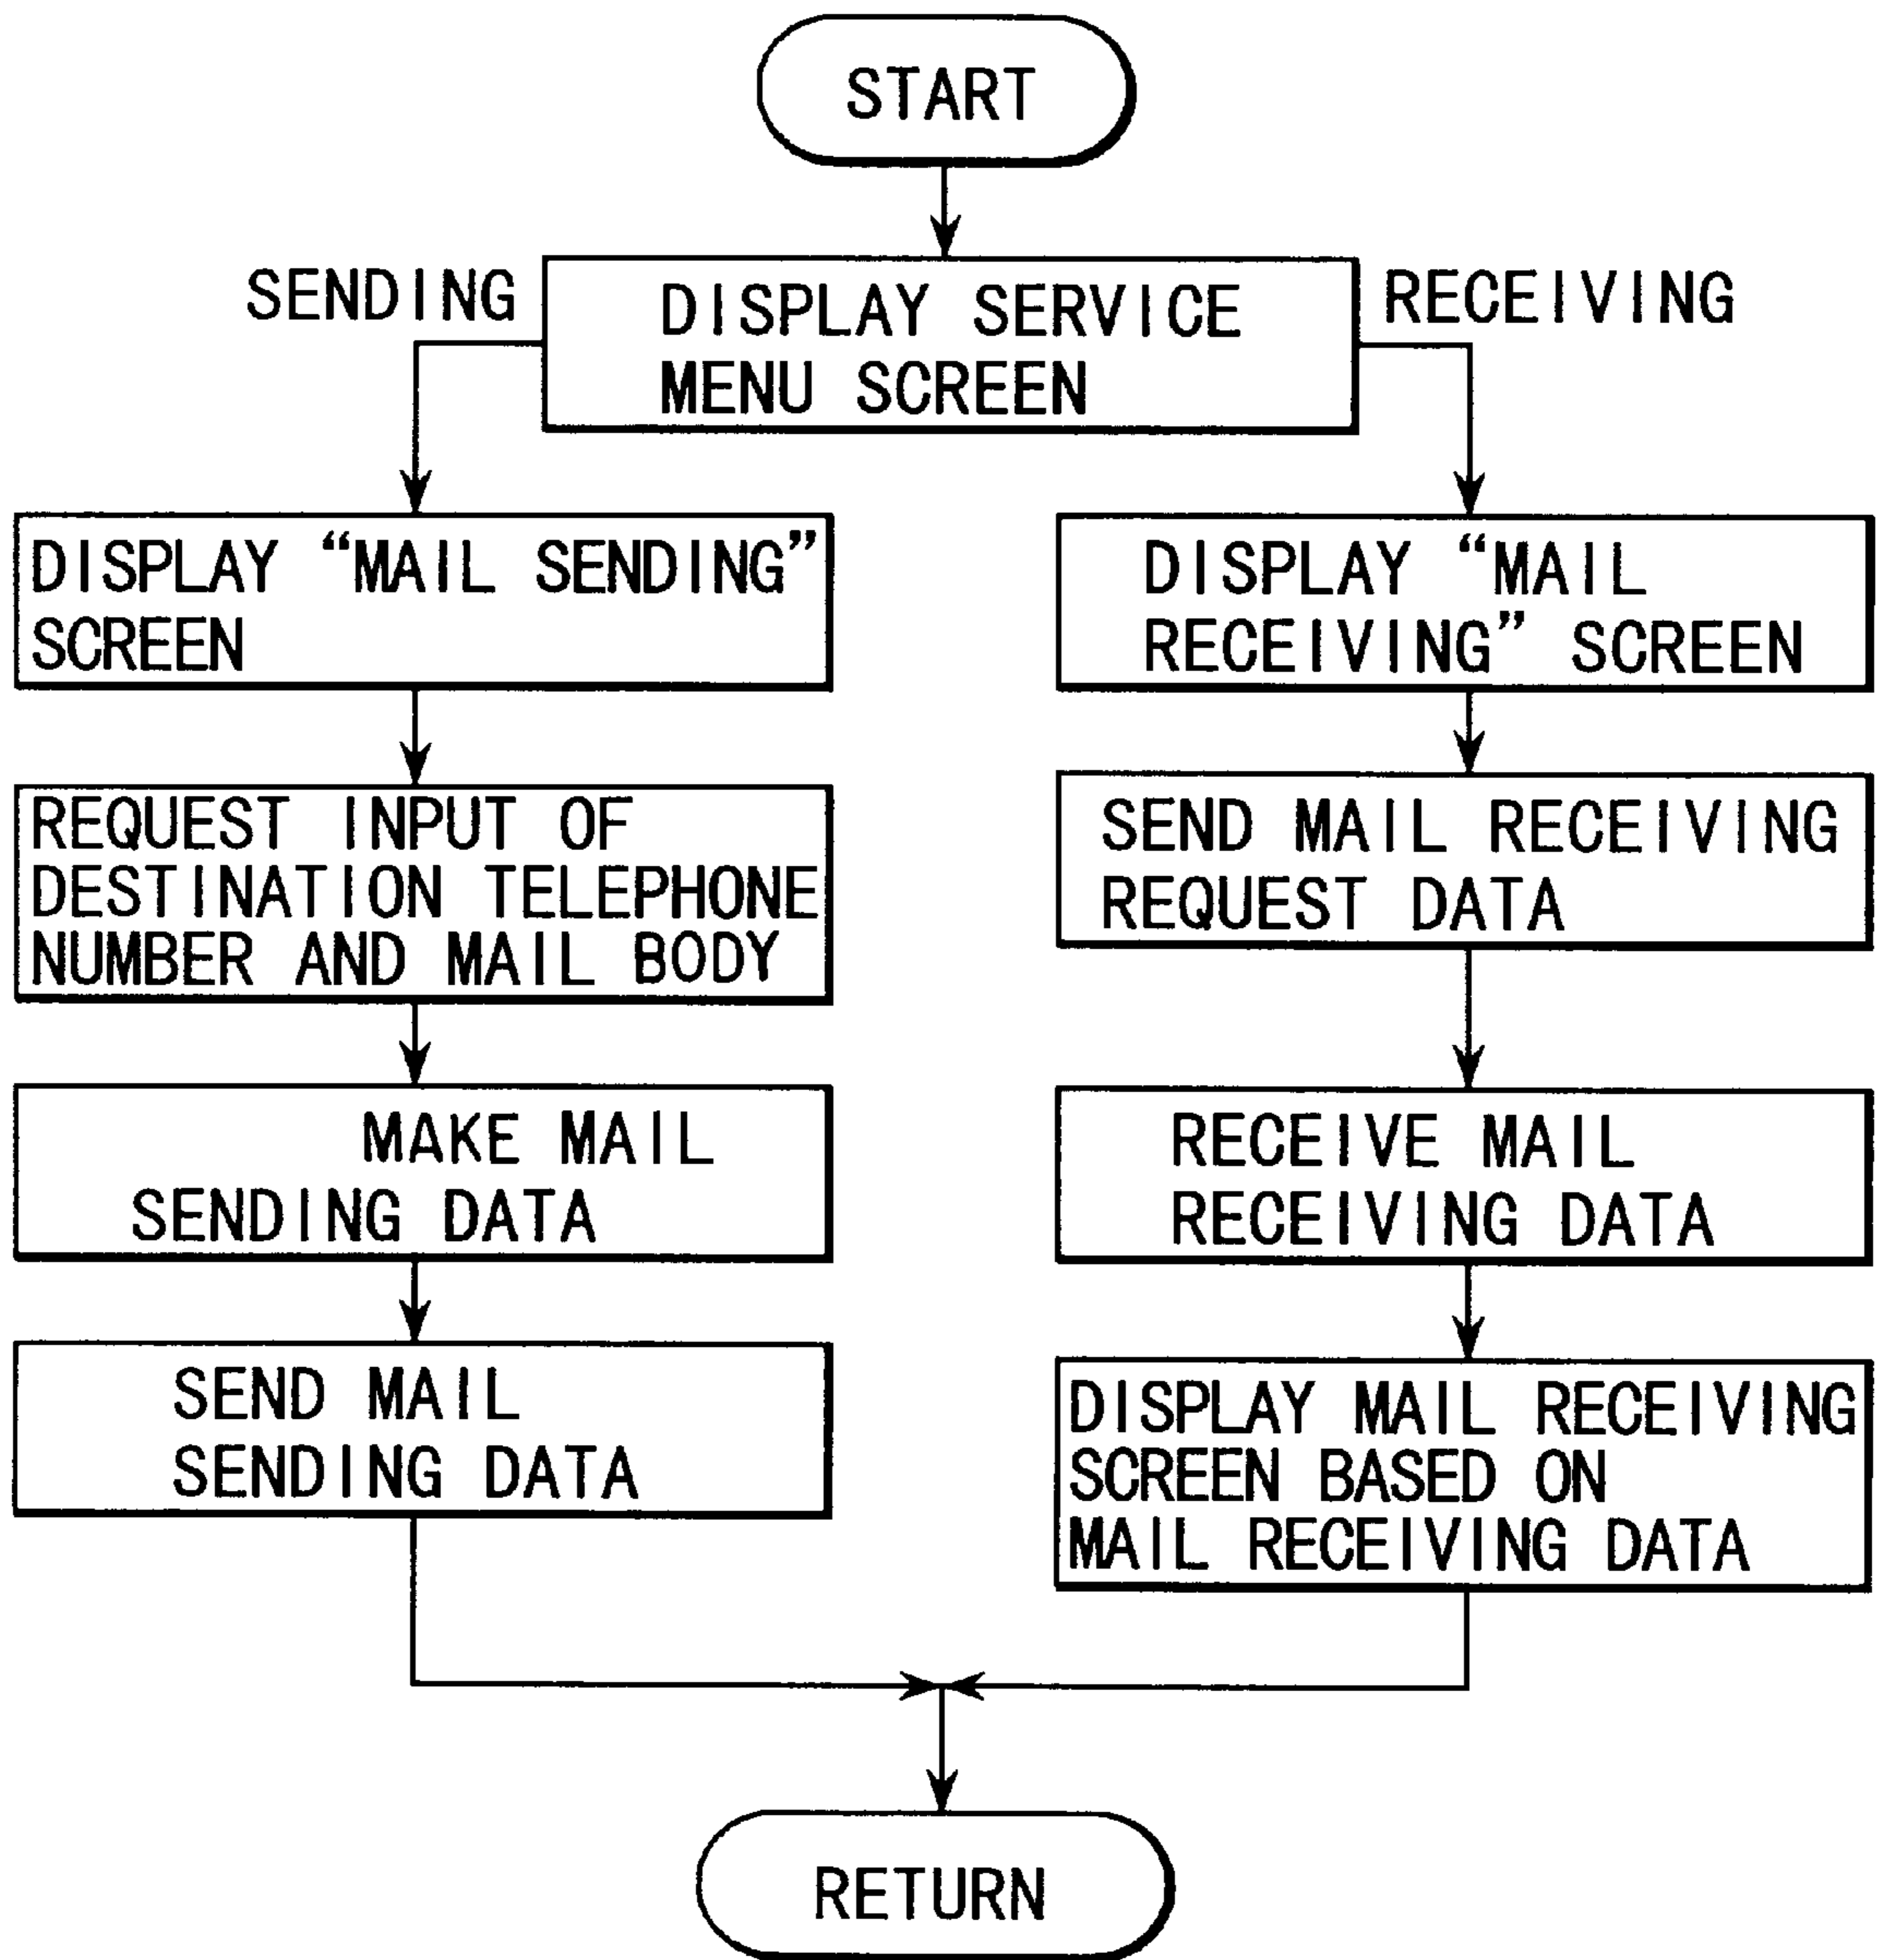 START
SENDING
DISPLAY SERVICE
MENU SCREEN
RECEIVING
DISPLAY “MAIL SENDING”
SCREEN
REQUEST INPUT OF
DESTINATION TELEPHONE
NUMBER AND MAIL BODY
MAKE MAIL
SENDING DATA
SEND MAIL
SENDING DATA
DISPLAY “MAIL
RECEIVING” SCREEN
SEND MAIL RECEIVING
REQUEST DATA
RECEIVE MAIL
RECEIVING DATA
DISPLAY MAIL RECEIVING
SCREEN BASED ON
MAIL RECEIVING DATA
RETURN